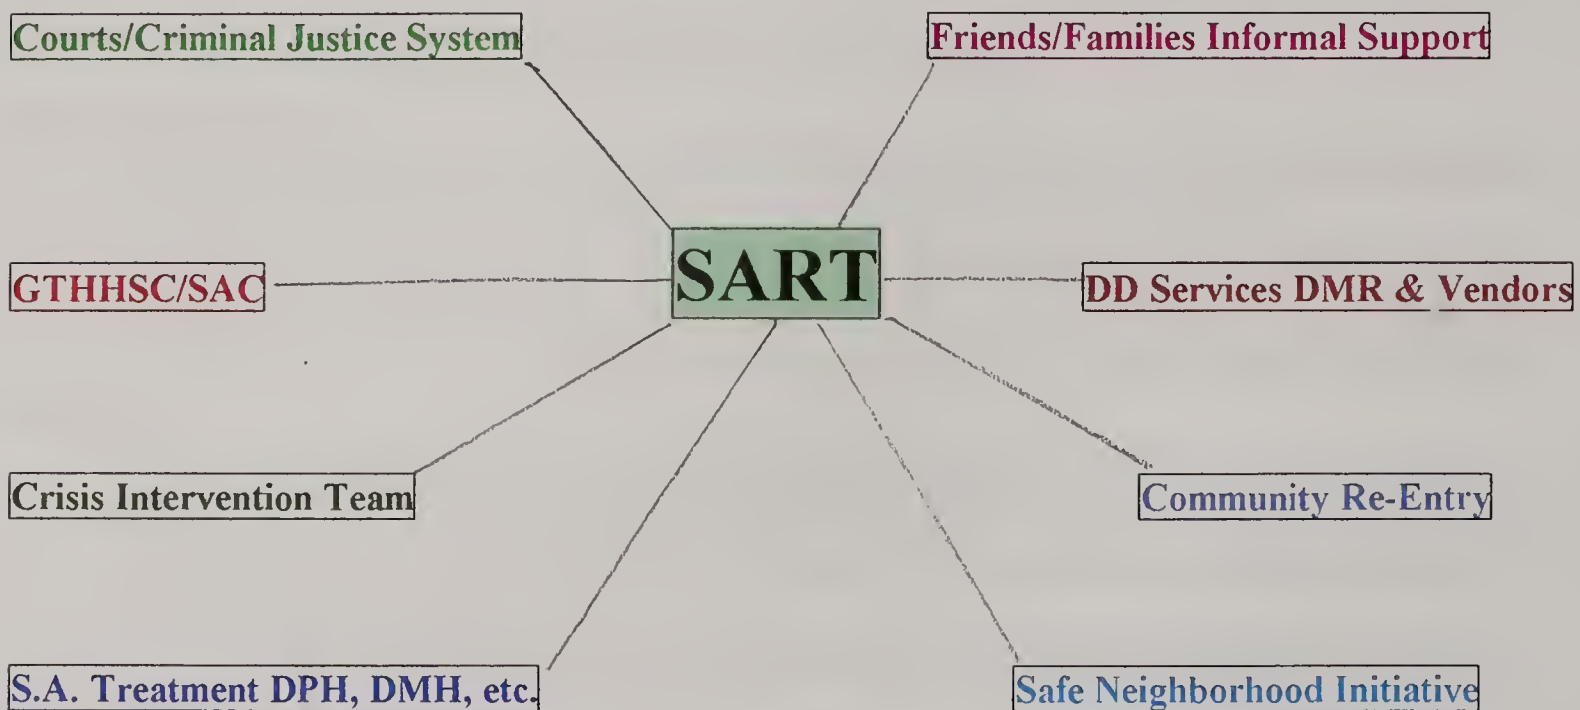 Courts/Criminal Justice System
Friends/Families Informal Support
SART
GTHHSC/SAC
DD Services DMR & Vendors
Crisis Intervention Team
Community Re-Entry
S.A. Treatment DPH, DMH, etc.
Safe Neighborhood Initiative